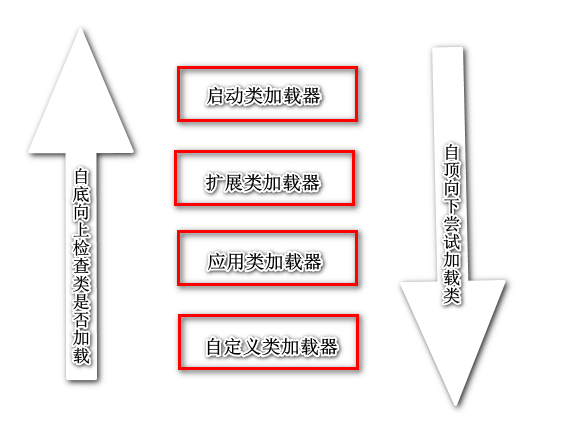 启动类加载器
扩展类加载器
应用类加载器
自定义类加载器
自底向上检查类是否加载
自顶向下尝试加载类